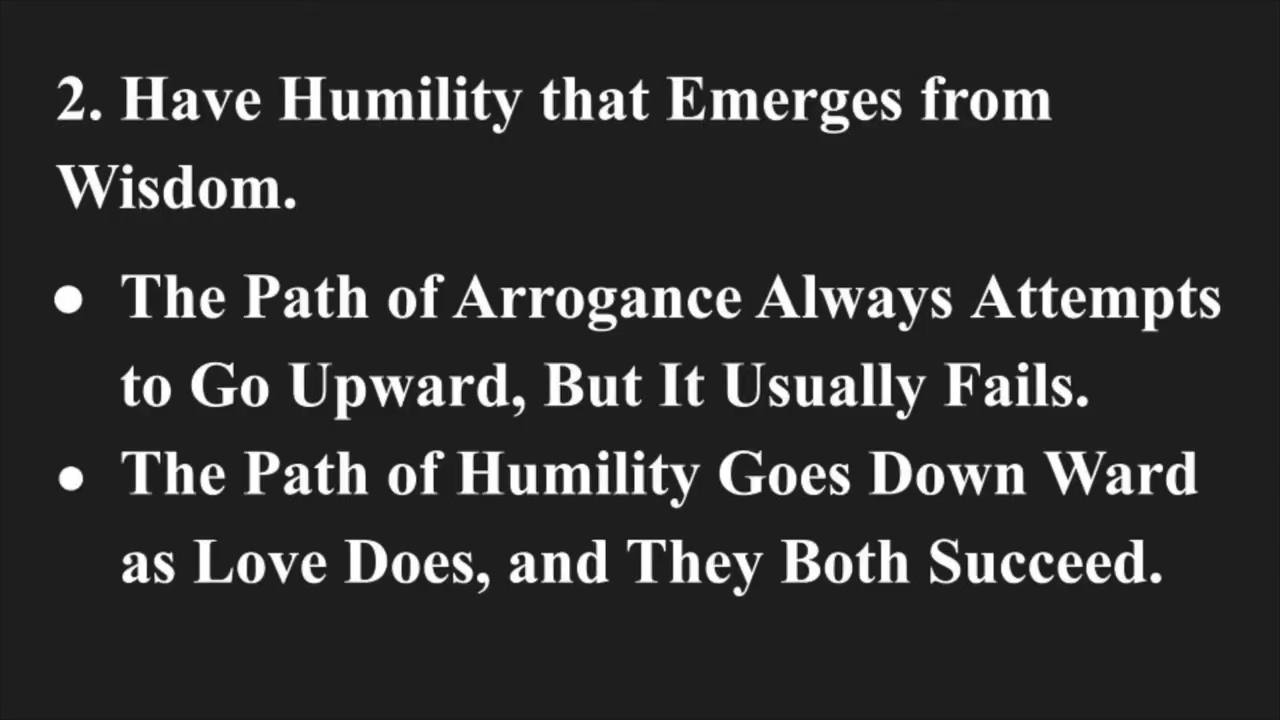 2. Have Humility that Emerges from
Wisdom.
● The Path of Arrogance Always Attempts
to Go Upward, But It Usually Fails.
● The Path of Humility Goes Down Ward
as Love Does, and They Both Succeed.